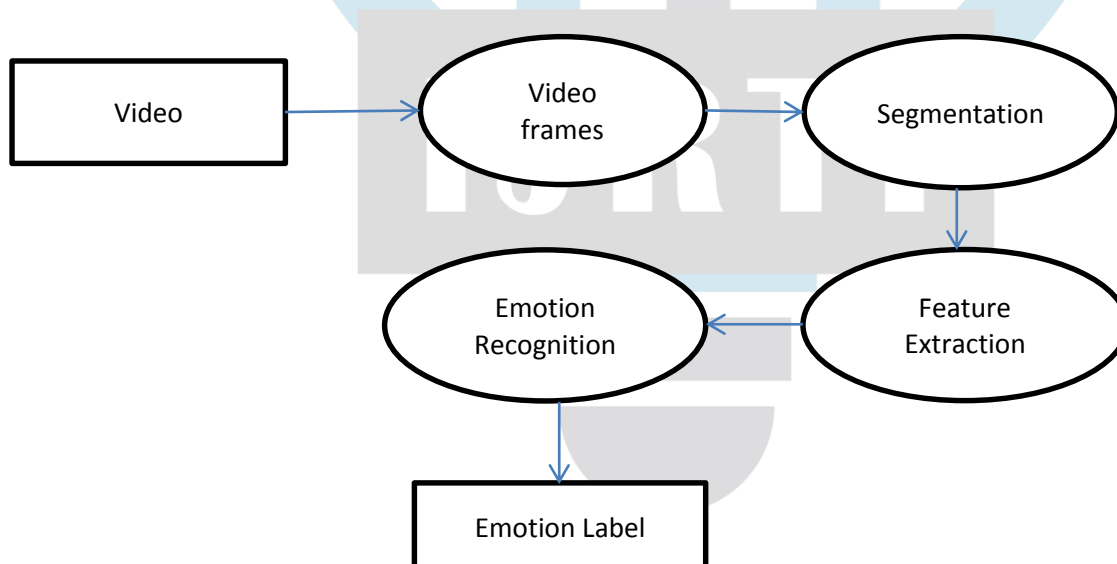 Video
Video
frames
Segmentation
Feature
Extraction
Emotion
Recognition
Emotion Label